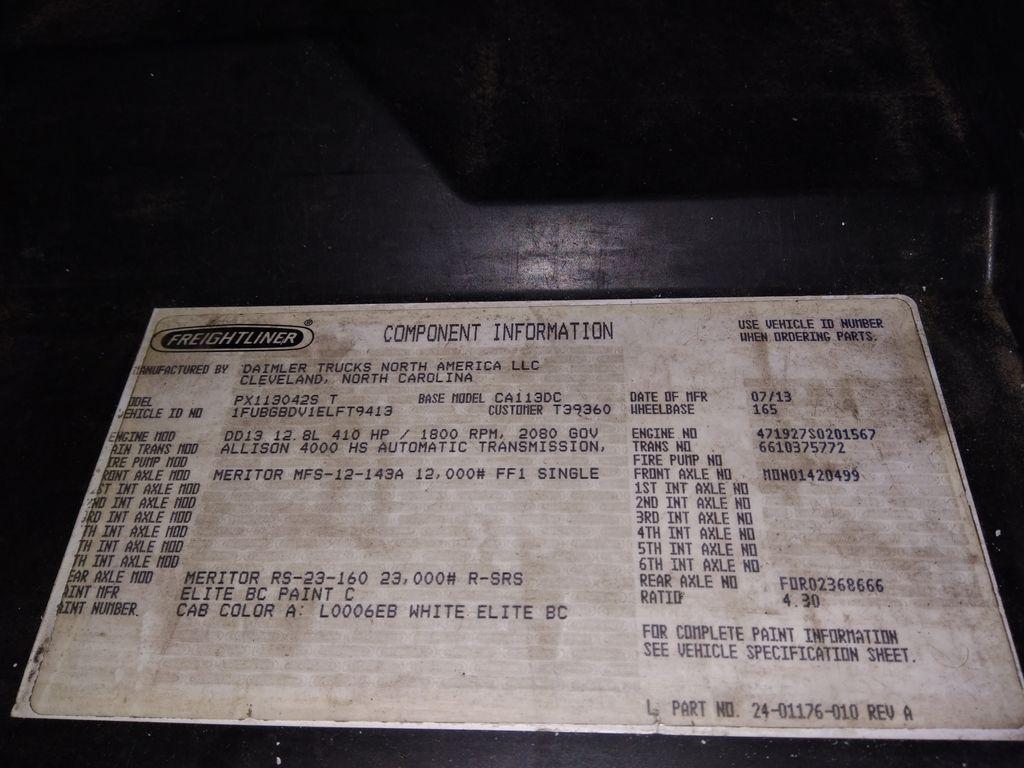 FREIGHTLINER®
COMPONENT INFORMATION
USE VEHICLE ID NUMBER
WHEN ORDERING PARTS.
MANUFACTURED BY DAIMLER TRUCKS NORTH AMERICA LLC
CLEVELAND, NORTH CAROLINA
ODEL PX113042S T BASE MODEL CA113DC DATE OF MFR 07/13
EHICLE ID NO 1FUBGBDV1ELFT9413 CUSTOMER T39360 WHEELBASE 165
ENGINE MOD DD13 12.8L 410 HP / 1800 RPM, 2080 GOV ENGINE NO 471927S0201567
AIN TRANS MOD ALLISON 4000 HS AUTOMATIC TRANSMISSION, TRANS NO 6610375772
IRE PUMP MOD FIRE PUMP NO
RONT AXLE MOD MERITOR MFS-12-143A 12,000# FF1 SINGLE FRONT AXLE NO MON01420499
ST INT AXLE MOD 1ST INT AXLE NO
ND INT AXLE MOD 2ND INT AXLE NO
RD INT AXLE MOD 3RD INT AXLE NO
TH INT AXLE MOD 4TH INT AXLE NO
TH INT AXLE MOD 5TH INT AXLE NO
TH INT AXLE MOD 6TH INT AXLE NO
EAR AXLE MOD MERITOR RS-23-160 23,000# R-SRS REAR AXLE NO FOR02368666
AINT MFR ELITE BC PAINT C RATIO 4.30
AINT NUMBER. CAB COLOR A: L0006EB WHITE ELITE BC
FOR COMPLETE PAINT INFORMATION
SEE VEHICLE SPECIFICATION SHEET.
L PART NO. 24-01176-010 REV A